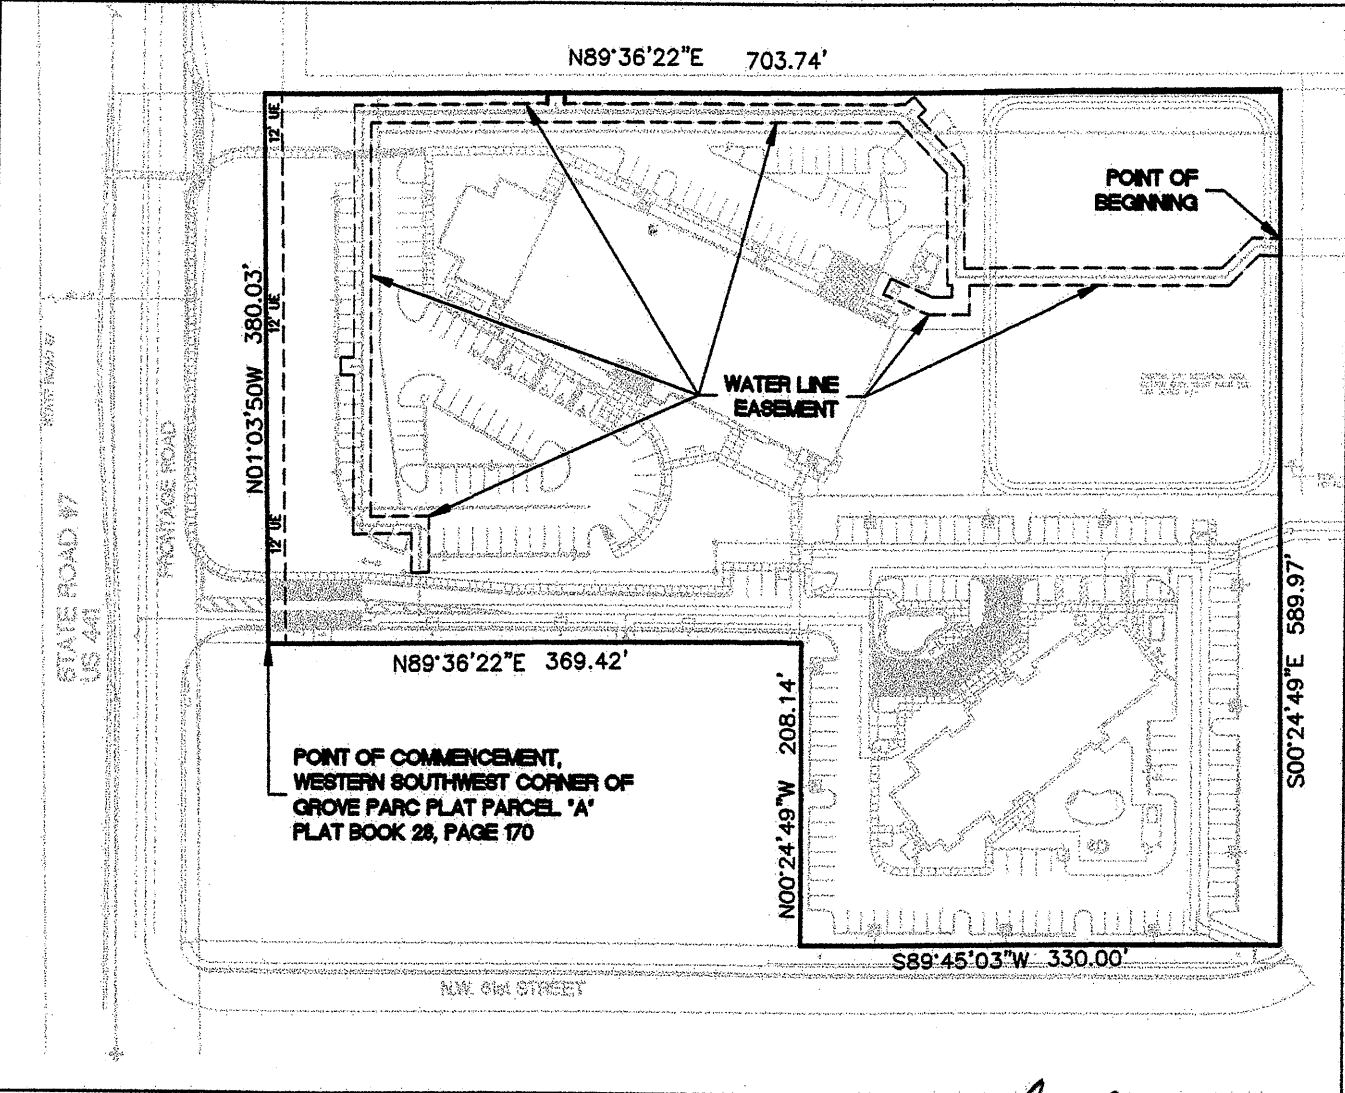 N89°36'22"E 703.74'
12' UE
POINT OF
BEGINNING
N01°03'50W 380.03'
12' UE
WATER LINE
EASEMENT
FRONTAGE ROAD
STATE ROAD #7
US 441
12' UE
S00°24'49"E 589.97'
N89°36'22"E 369.42'
N00°24'49"W 208.14'
POINT OF COMMENCEMENT,
WESTERN SOUTHWEST CORNER OF
GROVE PARC PLAT PARCEL "A"
PLAT BOOK 28, PAGE 170
S89°45'03"W 330.00'
N.W. 61st STREET